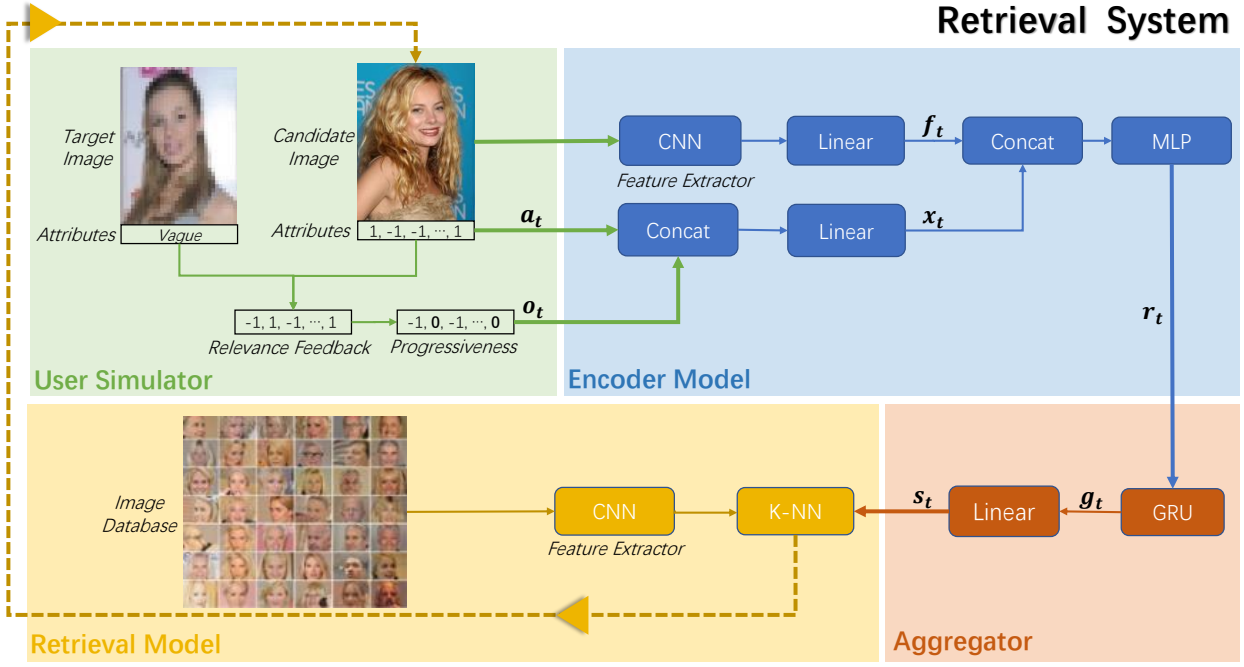 Retrieval System
Target
Image
Candidate
Image
CNN
Linear
f_t
Concat
MLP
Feature Extractor
Attributes
Vague
Attributes
1, -1, -1, ···, 1
a_t
Concat
Linear
x_t
-1, 1, -1, ···, 1
-1, 0, -1, ···, 0
o_t
r_t
Relevance Feedback
Progressiveness
User Simulator
Encoder Model
Image
Database
CNN
K-NN
s_t
Linear
g_t
GRU
Feature Extractor
Retrieval Model
Aggregator